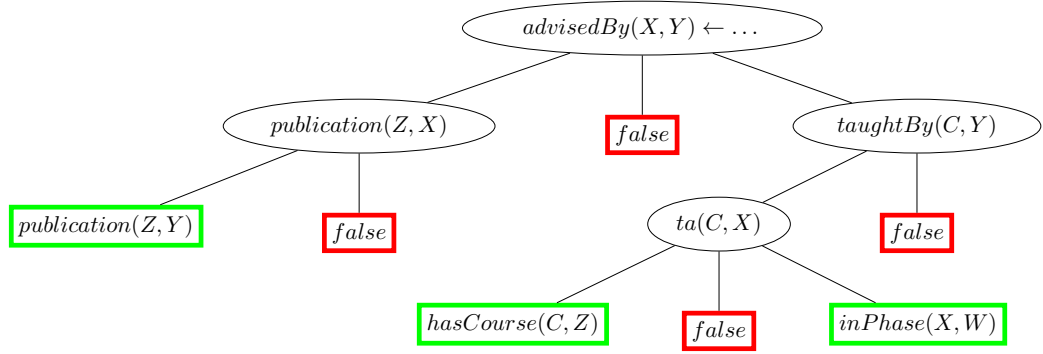 advisedBy(X, Y) ← ...
publication(Z, X)
false
taughtBy(C, Y)
publication(Z, Y)
false
ta(C, X)
false
hasCourse(C, Z)
false
inPhase(X, W)